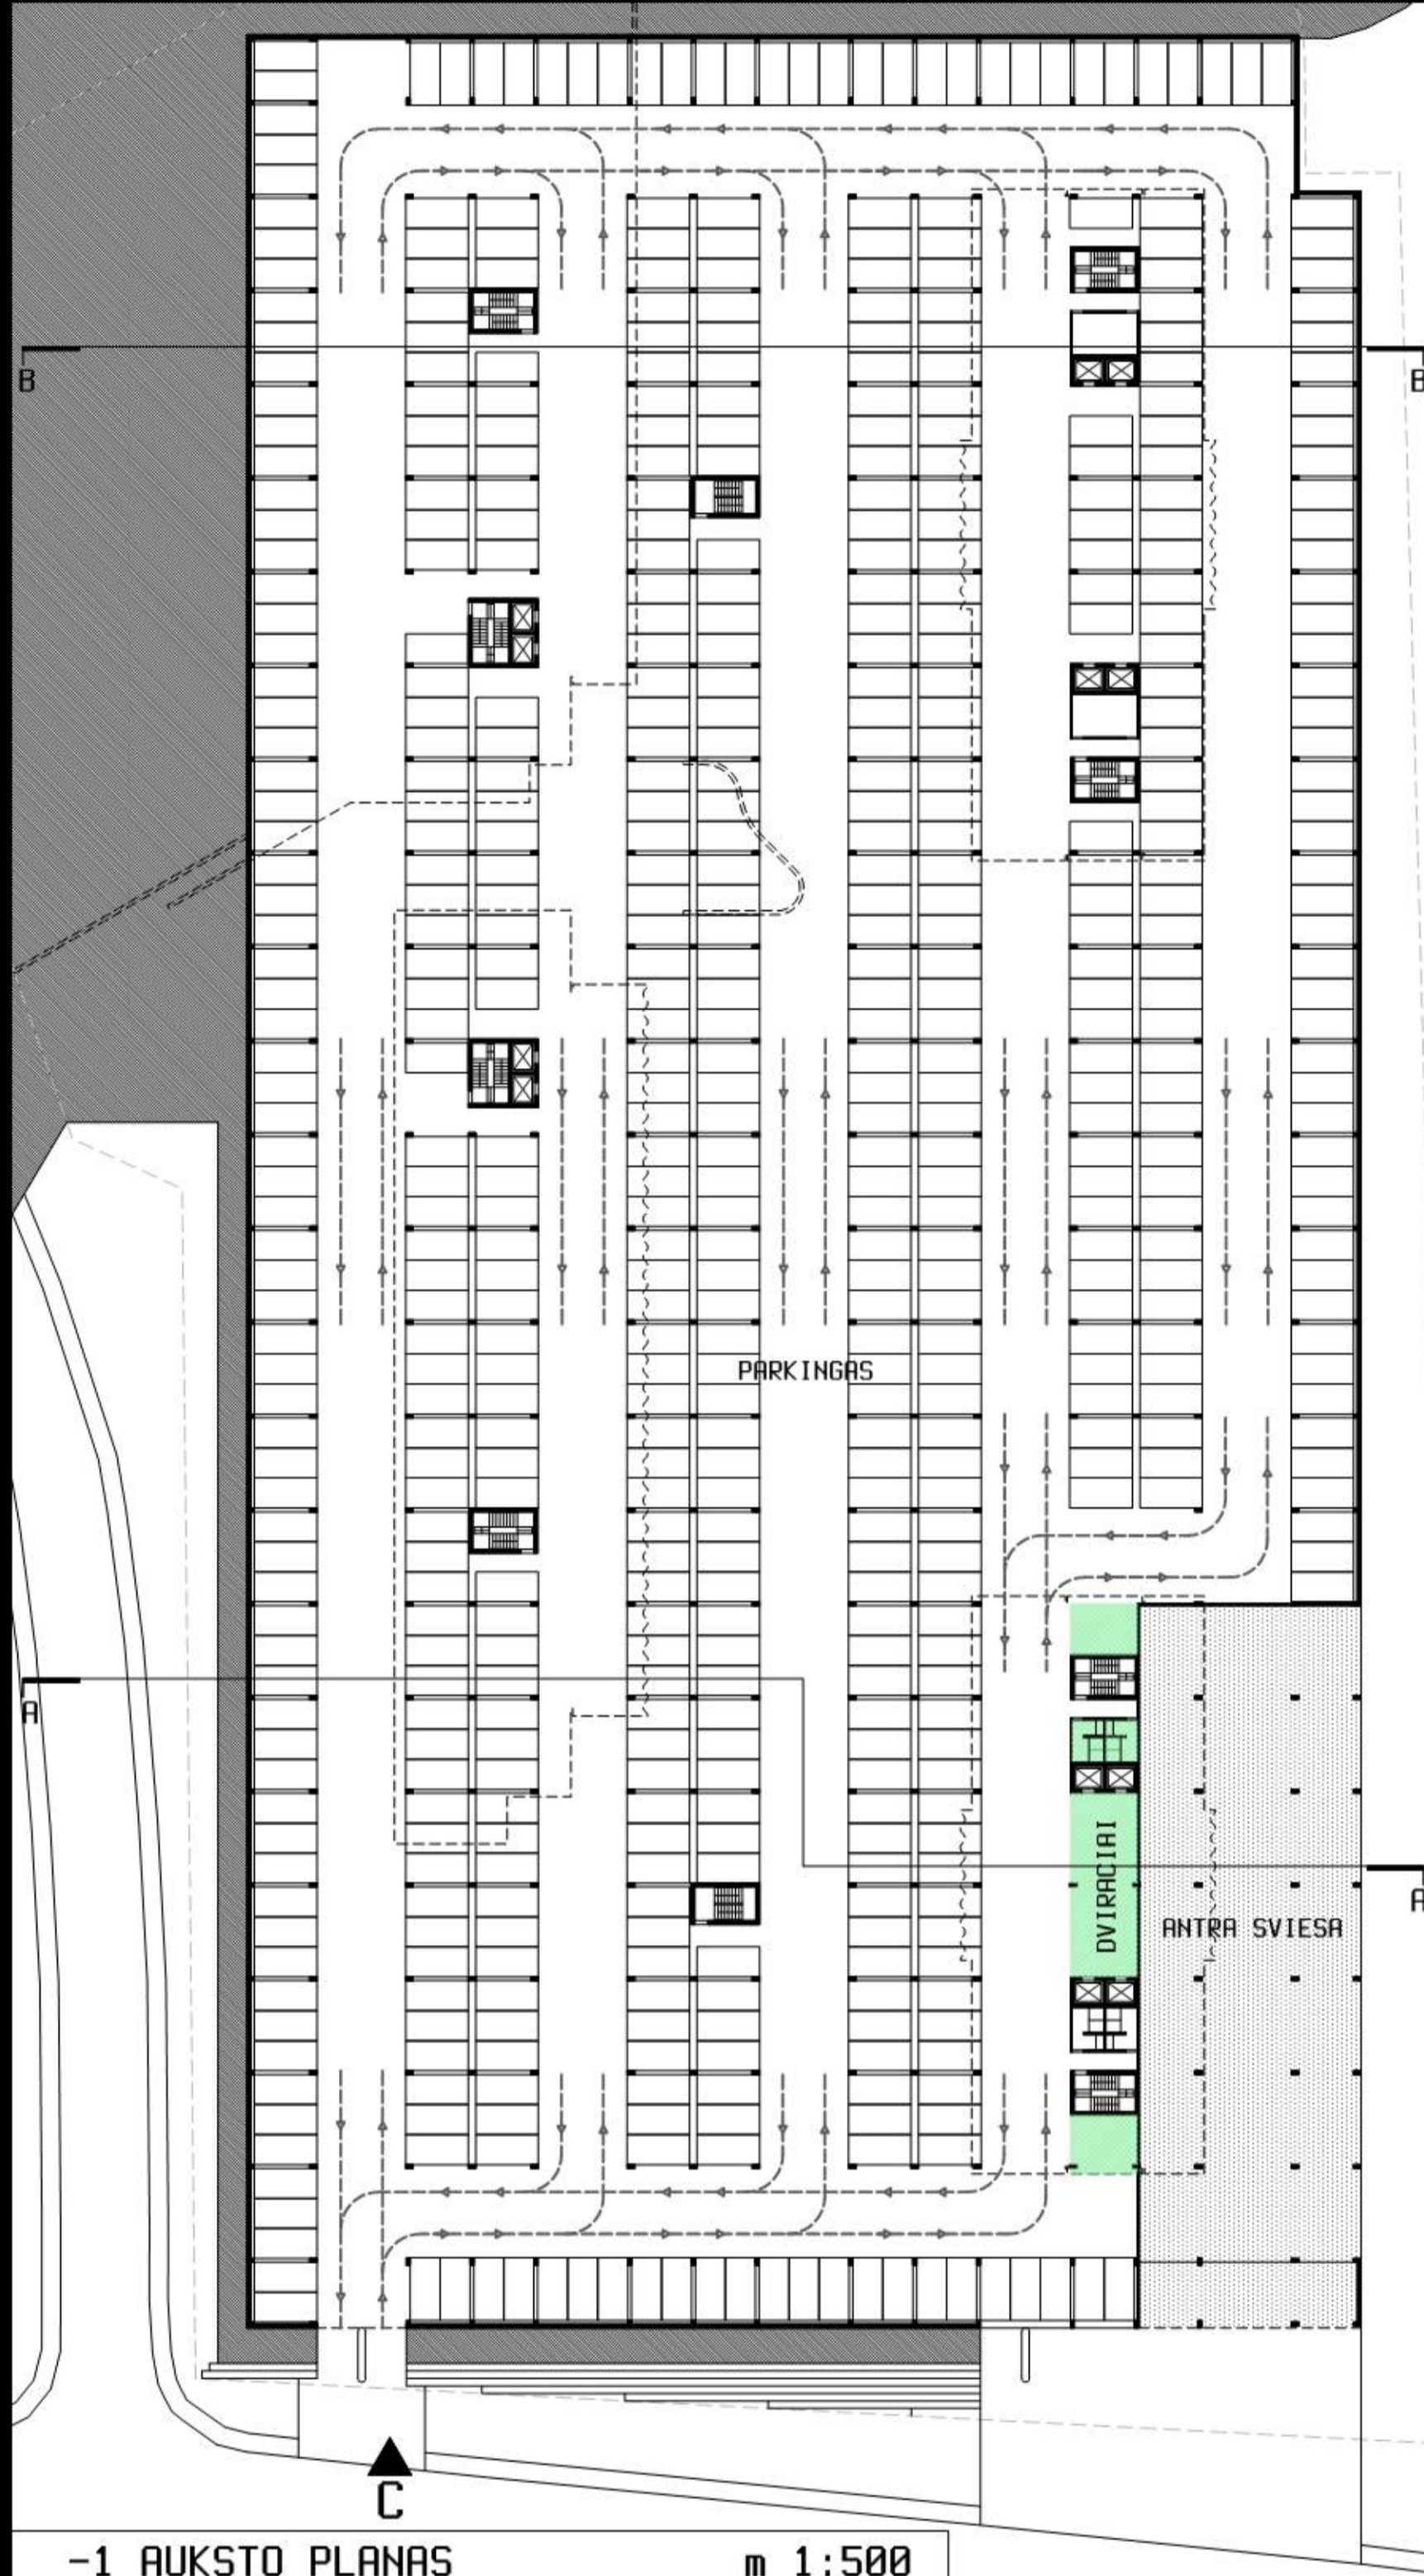 B
B
PARKINGAS
A
DVIRACIAI
A
ANTRA SVIESA
C
-1 AUKSTO PLANAS
m 1:500